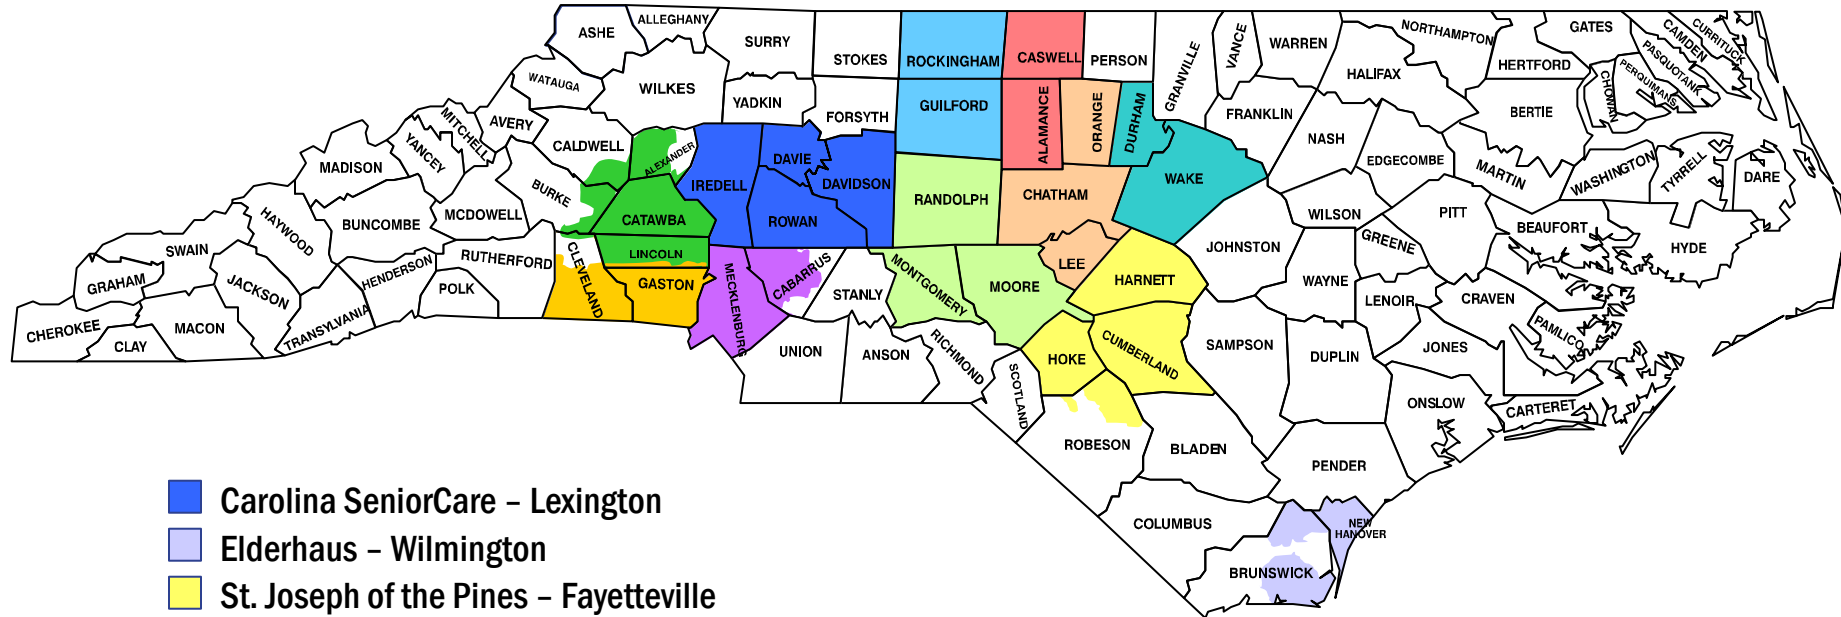 ASHE
ALLEGHANY
SURRY
STOKES
ROCKINGHAM
CASWELL
PERSON
GRANVILLE
VANCE
WARREN
NORTHAMPTON
GATES
CURRITUCK
CAMDEN
PASQUOTANK
PERQUIMANS
CHOWAN
HERTFORD
HALIFAX
WATAUGA
WILKES
YADKIN
FORSYTH
GUILFORD
ALAMANCE
ORANGE
DURHAM
FRANKLIN
NASH
EDGECOMBE
BERTIE
MARTIN
WASHINGTON
TYRRELL
DARE
MITCHELL
AVERY
YANCEY
CALDWELL
ALEXANDER
IREDELL
DAVIE
DAVIDSON
ROWAN
RANDOLPH
CHATHAM
WAKE
MADISON
BURKE
CATAWBA
LINCOLN
HAYWOOD
BUNCOMBE
MCDOWELL
WILSON
PITT
GREENE
BEAUFORT
HYDE
JOHNSTON
WAYNE
LENOIR
CRAVEN
PAMLICO
SWAIN
GRAHAM
JACKSON
HENDERSON
RUTHERFORD
POLK
CLEVELAND
GASTON
MECKLENBURG
CABARRUS
STANLY
MONTGOMERY
MOORE
LEE
HARNETT
CHEROKEE
CLAY
MACON
TRANSYLVANIA
UNION
ANSON
RICHMOND
SCOTLAND
HOKE
CUMBERLAND
SAMPSON
DUPLIN
JONES
ONSLOW
CARTERET
ROBESON
BLADEN
PENDER
COLUMBUS
NEW
HANOVER
BRUNSWICK
Carolina SeniorCare – Lexington
Elderhaus – Wilmington
St. Joseph of the Pines – Fayetteville